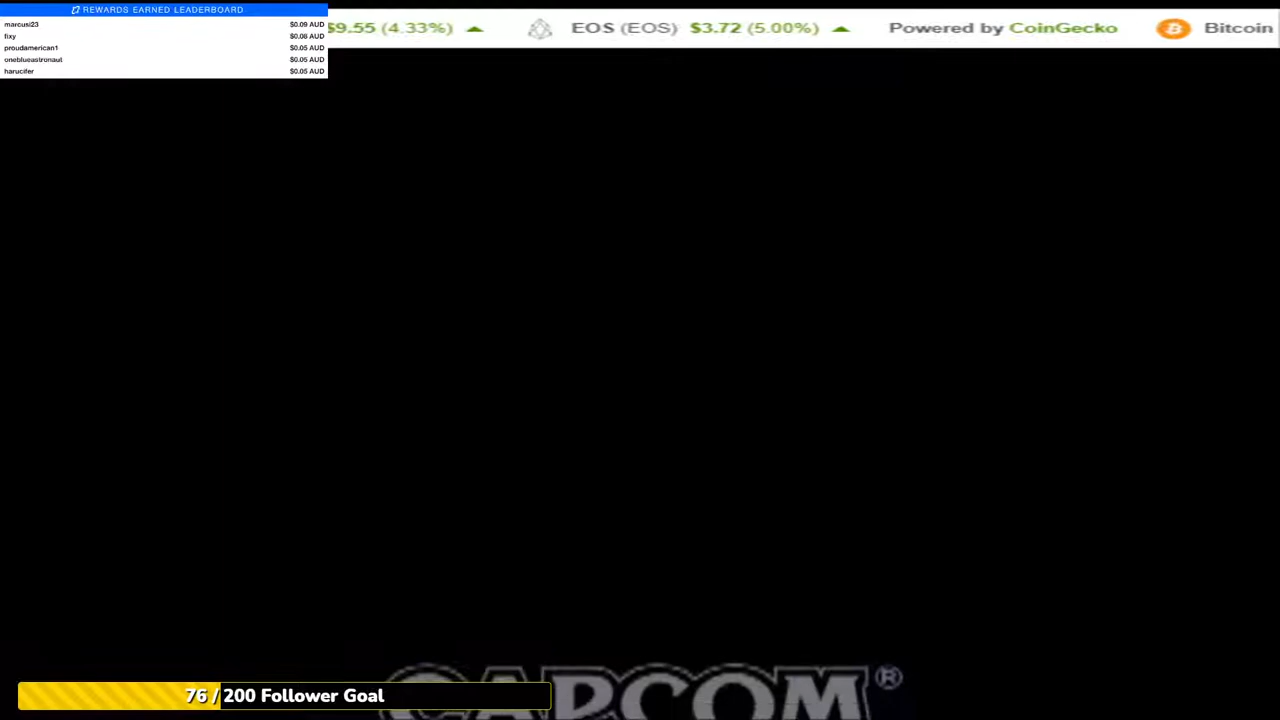 REWARDS EARNED LEADERBOARD
marcusi23 $0.09 AUD
fixy $0.08 AUD
proudamerican1 $0.05 AUD
oneblueastronaut $0.05 AUD
harucifer $0.05 AUD
$9.55 (4.33%) EOS (EOS) $3.72 (5.00%) Powered by CoinGecko Bitcoin
CAPCOM®
76 / 200 Follower Goal